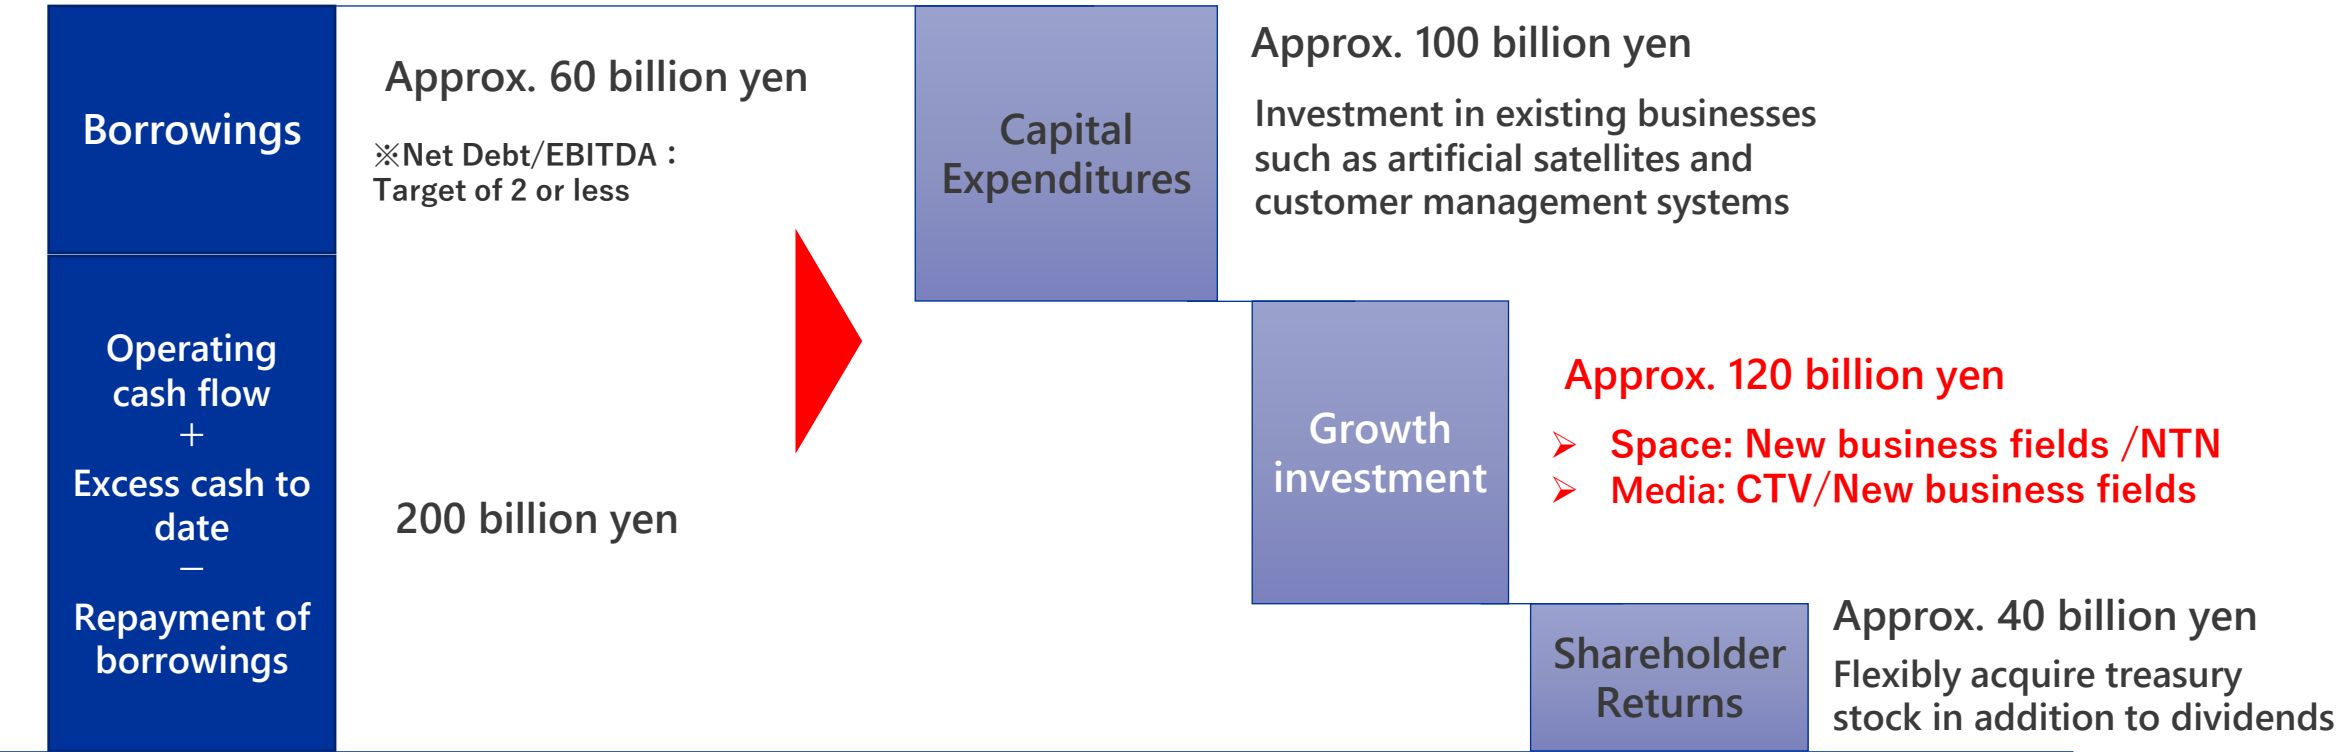 Borrowings
Approx. 60 billion yen
※Net Debt/EBITDA：
Target of 2 or less
Operating
cash flow
＋
Excess cash to
date
－
Repayment of
borrowings
200 billion yen
Capital
Expenditures
Approx. 100 billion yen
Investment in existing businesses
such as artificial satellites and
customer management systems
Growth
investment
Approx. 120 billion yen
➢ Space: New business fields /NTN
➢ Media: CTV/New business fields
Shareholder
Returns
Approx. 40 billion yen
Flexibly acquire treasury
stock in addition to dividends